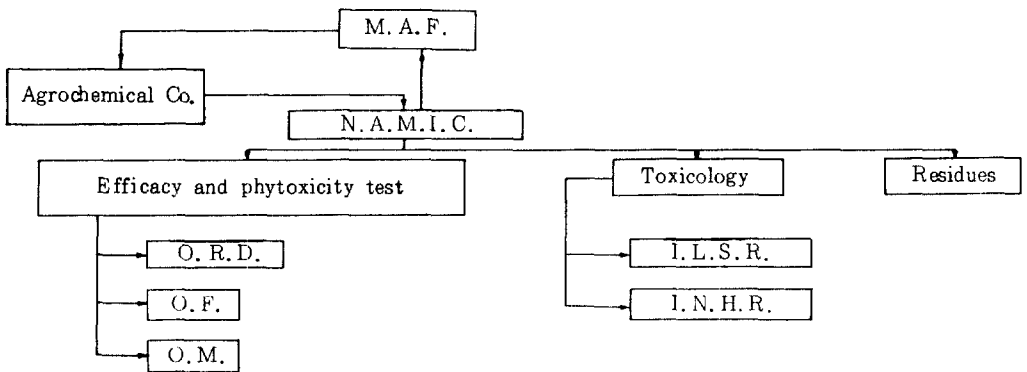 M. A. F.
Agrochemical Co.
N. A. M. I. C.
Efficacy and phytoxicity test
Toxicology
Residues
O. R. D.
I. L. S. R.
O. F.
I. N. H. R.
O. M.